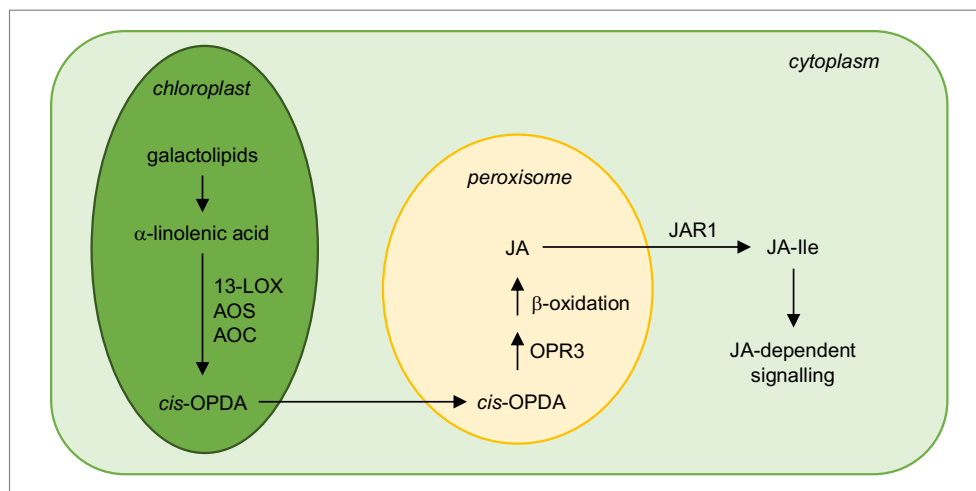 cytoplasm
chloroplast
galactolipids
α-linolenic acid
13-LOX
AOS
AOC
cis-OPDA
peroxisome
JA
β-oxidation
OPR3
cis-OPDA
JAR1
JA-Ile
JA-dependent
signalling